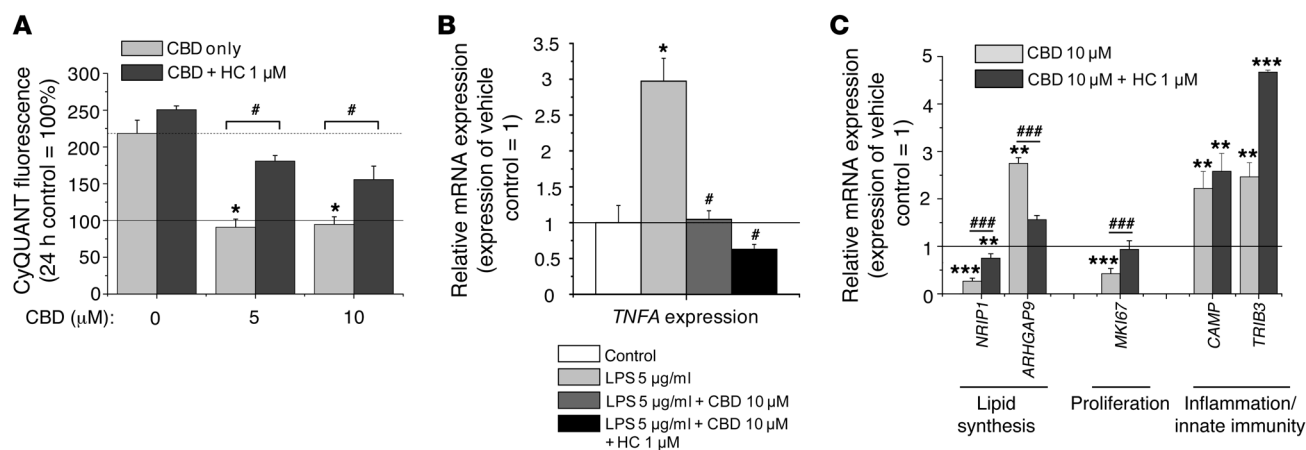 A
CBD only
CBD + HC 1 µM
CyQUANT fluorescence
(24 h control = 100%)
300
250
200
150
100
50
0
#
#
*
*
CBD (µM):
0
5
10
B
Relative mRNA expression
(expression of vehicle
control = 1)
3.5
3
2.5
2
1.5
1
0.5
0
*
#
#
TNFA expression
Control
LPS 5 µg/ml
LPS 5 µg/ml + CBD 10 µM
LPS 5 µg/ml + CBD 10 µM
+ HC 1 µM
C
CBD 10 µM
CBD 10 µM + HC 1 µM
Relative mRNA expression
(expression of vehicle
control = 1)
5
4
3
2
1
0
###
***
**
###
**
###
***
**
**
**
***
NRIP1
ARHGAP9
MKI67
CAMP
TRIB3
Lipid
synthesis
Proliferation
Inflammation/
innate immunity